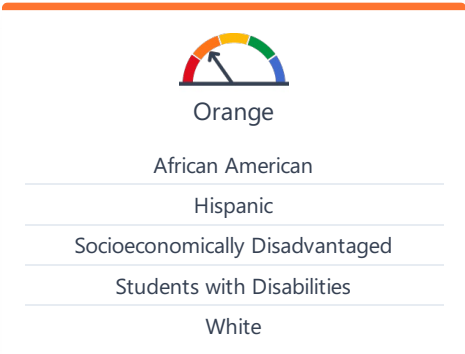 Orange
African American
Hispanic
Socioeconomically Disadvantaged
Students with Disabilities
White